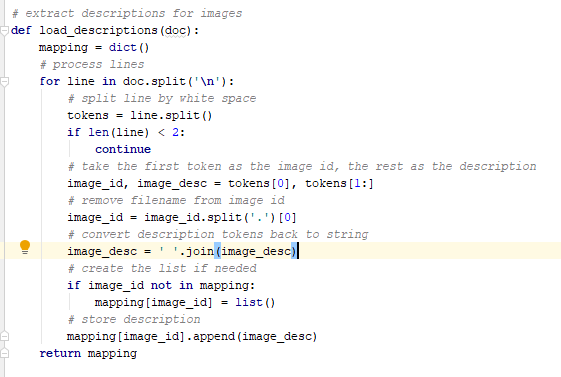 # extract descriptions for images
def load_descriptions(doc):
    mapping = dict()
    # process lines
    for line in doc.split('\n'):
        # split line by white space
        tokens = line.split()
        if len(line) < 2:
            continue
        # take the first token as the image id, the rest as the description
        image_id, image_desc = tokens[0], tokens[1:]
        # remove filename from image id
        image_id = image_id.split('.')[0]
        # convert description tokens back to string
        image_desc = ' '.join(image_desc)
        # create the list if needed
        if image_id not in mapping:
            mapping[image_id] = list()
        # store description
        mapping[image_id].append(image_desc)
    return mapping